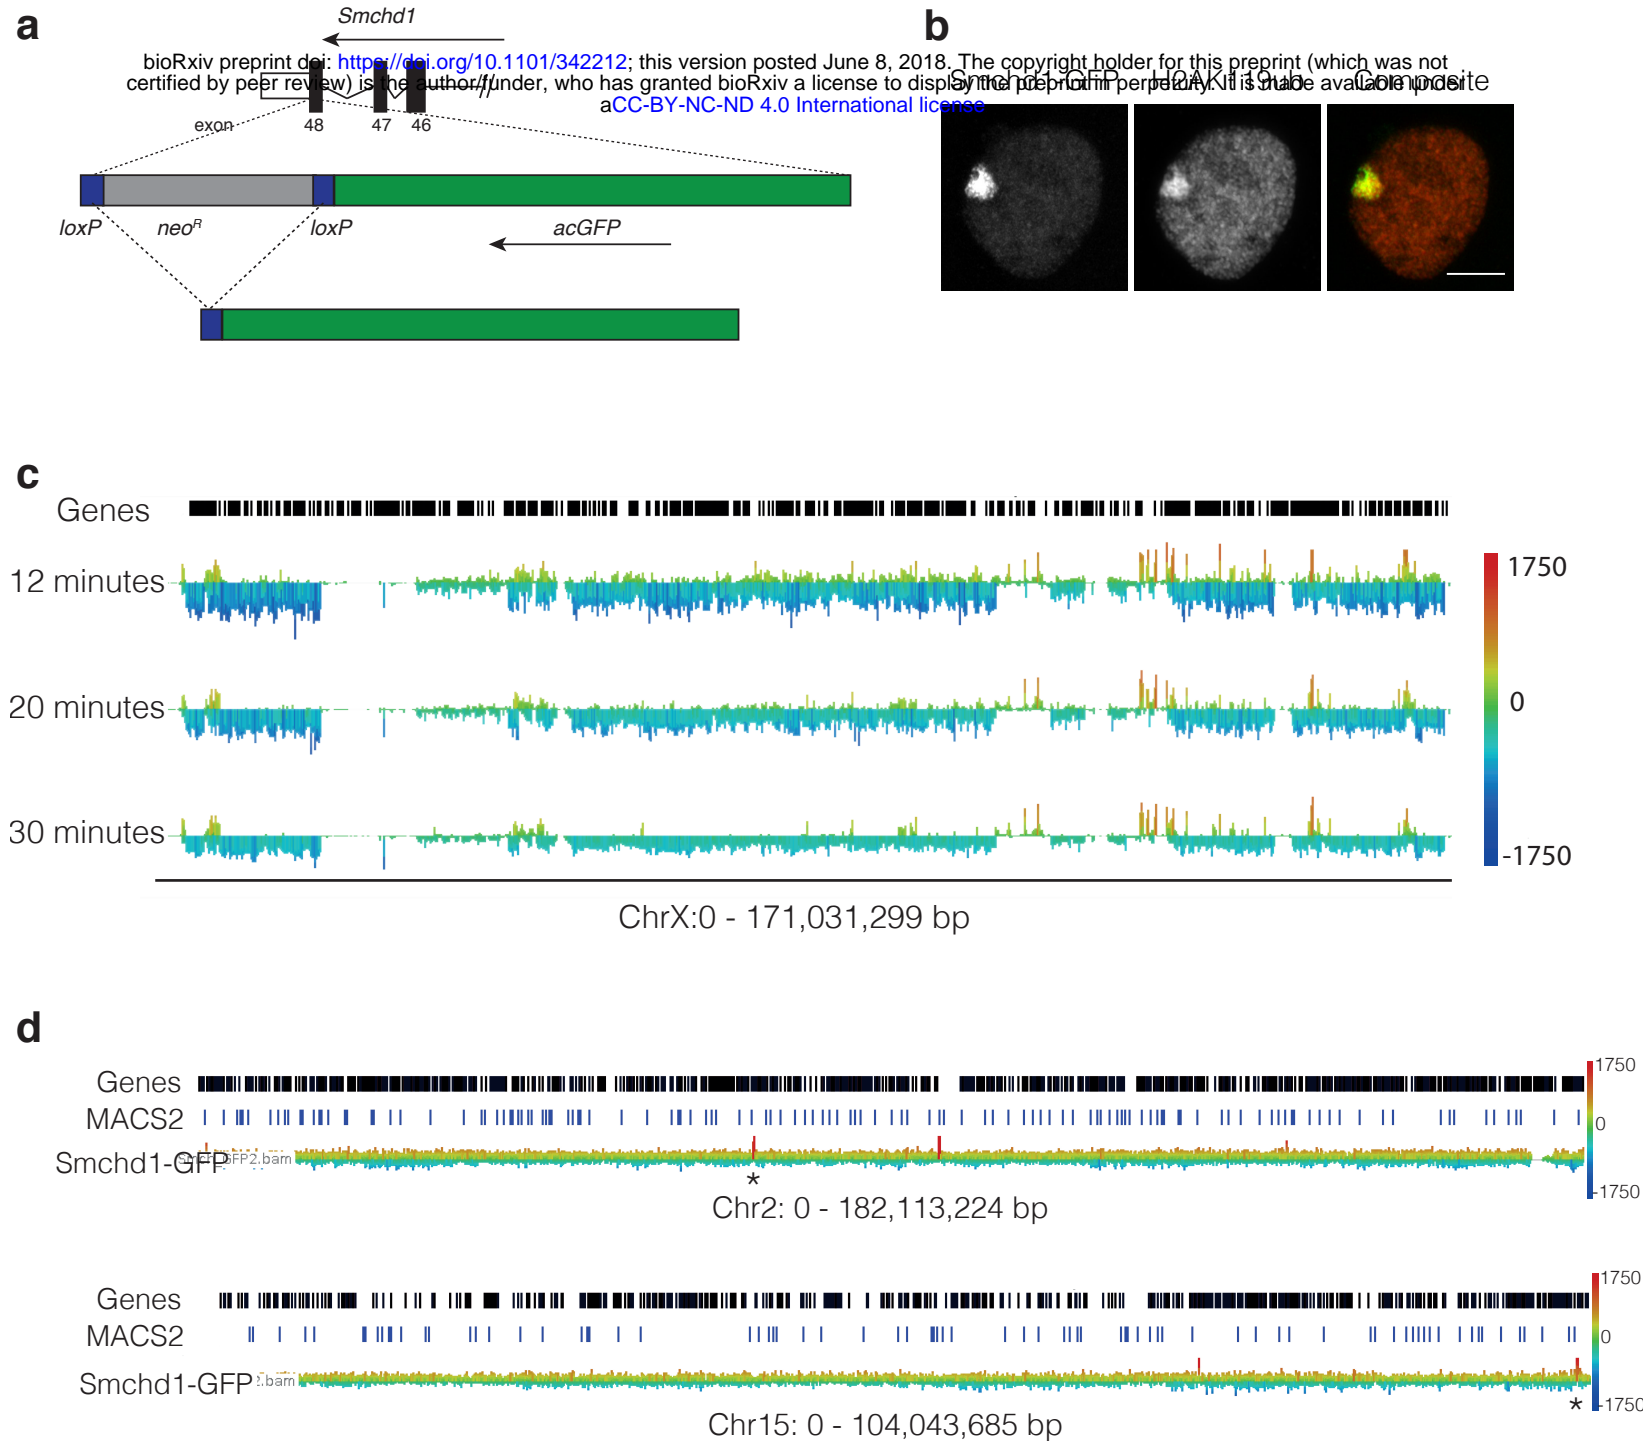 a
Smchd1
b
bioRxiv preprint doi: https://doi.org/10.1101/342212; this version posted June 8, 2018. The copyright holder for this preprint (which was not
certified by peer review) is the author/funder, who has granted bioRxiv a license to display the preprint in perpetuity. It is made available under
aCC-BY-NC-ND 4.0 International license
Smchd1-GFP H2AK119ub Composite
exon 48 47 46
loxP neoR loxP acGFP
c
Genes
12 minutes
20 minutes
30 minutes
1750
0
-1750
ChrX:0 - 171,031,299 bp
d
Genes
MACS2
Smchd1-GFP
1750
0
-1750
*
Chr2: 0 - 182,113,224 bp
Genes
MACS2
Smchd1-GFP 2.bam
1750
0
-1750
*
Chr15: 0 - 104,043,685 bp